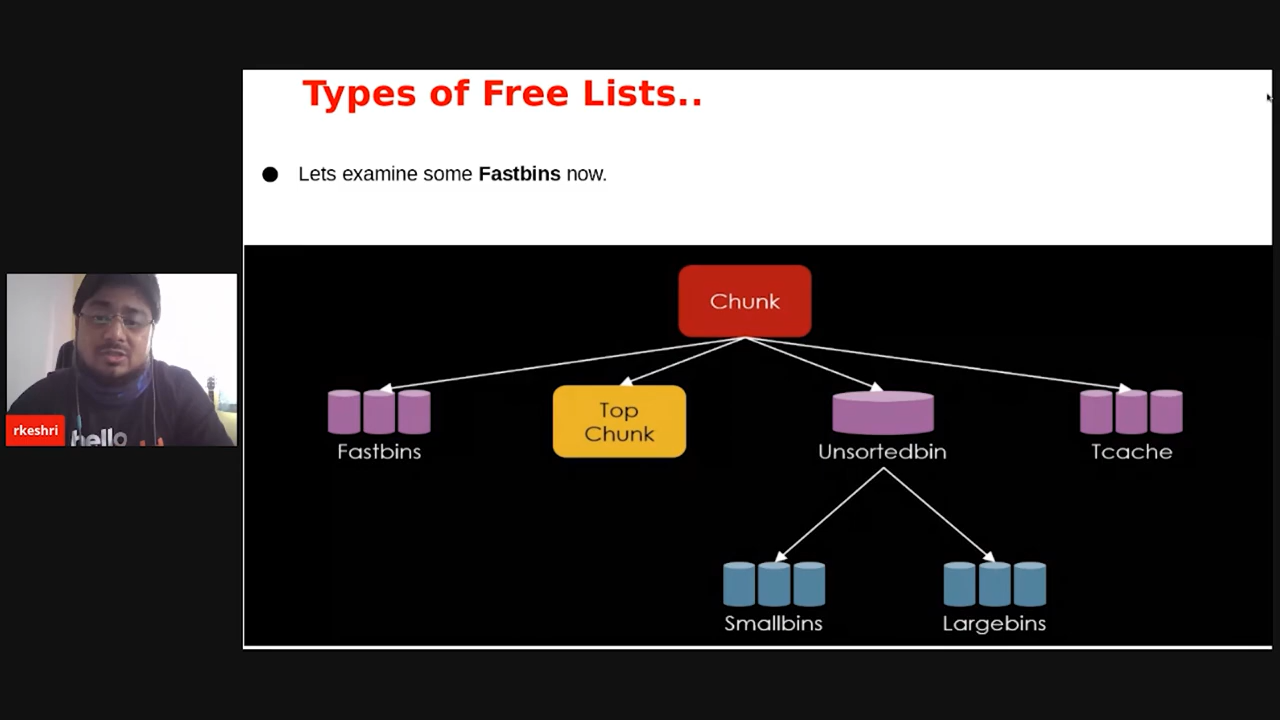 Types of Free Lists..
● Lets examine some Fastbins now.
Chunk
Fastbins
Top
Chunk
Unsortedbin
Tcache
Smallbins
Largebins
rkeshri
hello